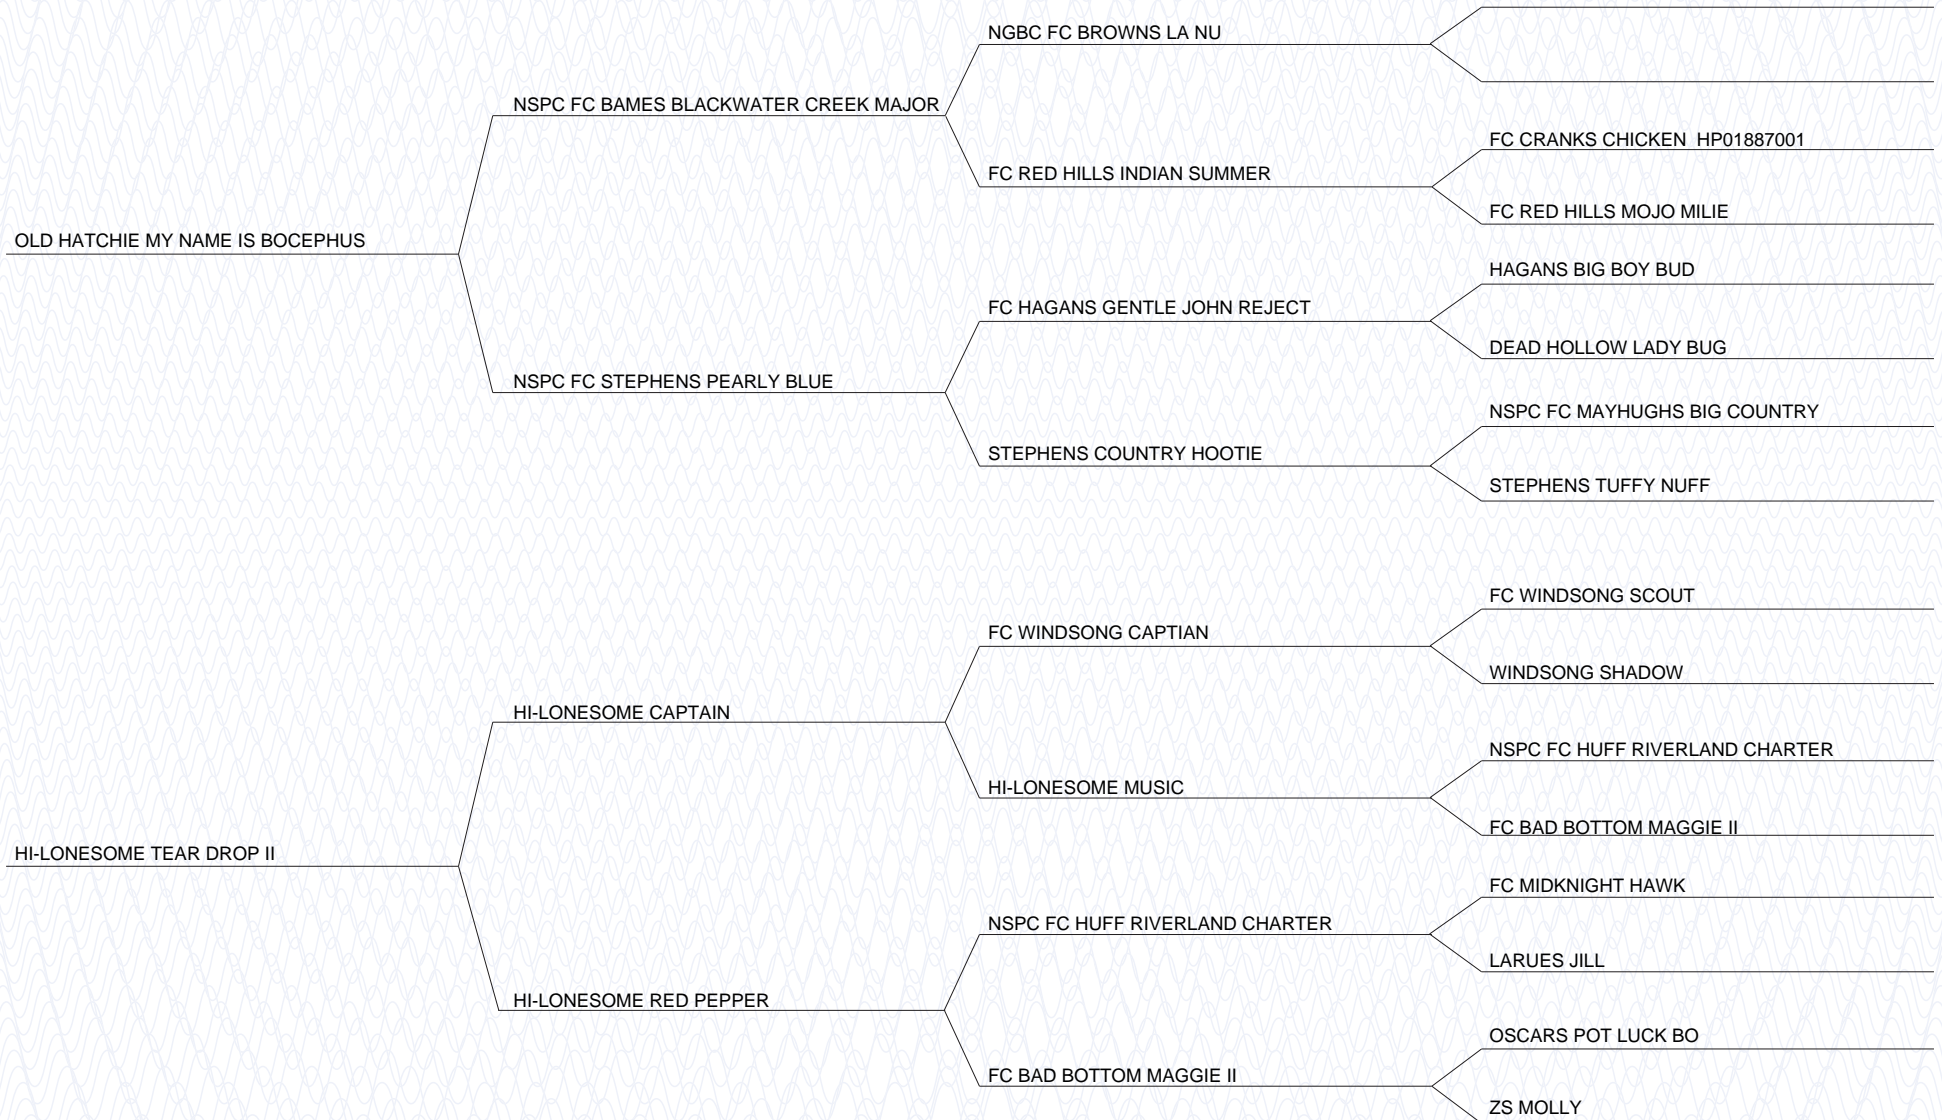 NGBC FC BROWNS LA NU
NSPC FC BAMES BLACKWATER CREEK MAJOR
FC CRANKS CHICKEN  HP01887001
FC RED HILLS INDIAN SUMMER
FC RED HILLS MOJO MILIE
OLD HATCHIE MY NAME IS BOCEPHUS
HAGANS BIG BOY BUD
FC HAGANS GENTLE JOHN REJECT
DEAD HOLLOW LADY BUG
NSPC FC STEPHENS PEARLY BLUE
NSPC FC MAYHUGHS BIG COUNTRY
STEPHENS COUNTRY HOOTIE
STEPHENS TUFFY NUFF
FC WINDSONG SCOUT
FC WINDSONG CAPTIAN
WINDSONG SHADOW
HI-LONESOME CAPTAIN
NSPC FC HUFF RIVERLAND CHARTER
HI-LONESOME MUSIC
FC BAD BOTTOM MAGGIE II
HI-LONESOME TEAR DROP II
FC MIDKNIGHT HAWK
NSPC FC HUFF RIVERLAND CHARTER
LARUES JILL
HI-LONESOME RED PEPPER
OSCARS POT LUCK BO
FC BAD BOTTOM MAGGIE II
ZS MOLLY